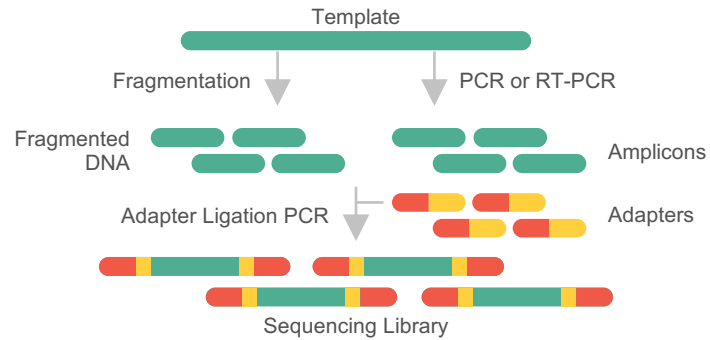 Template
Fragmentation
PCR or RT-PCR
Fragmented
DNA
Amplicons
Adapter Ligation PCR
Adapters
Sequencing Library